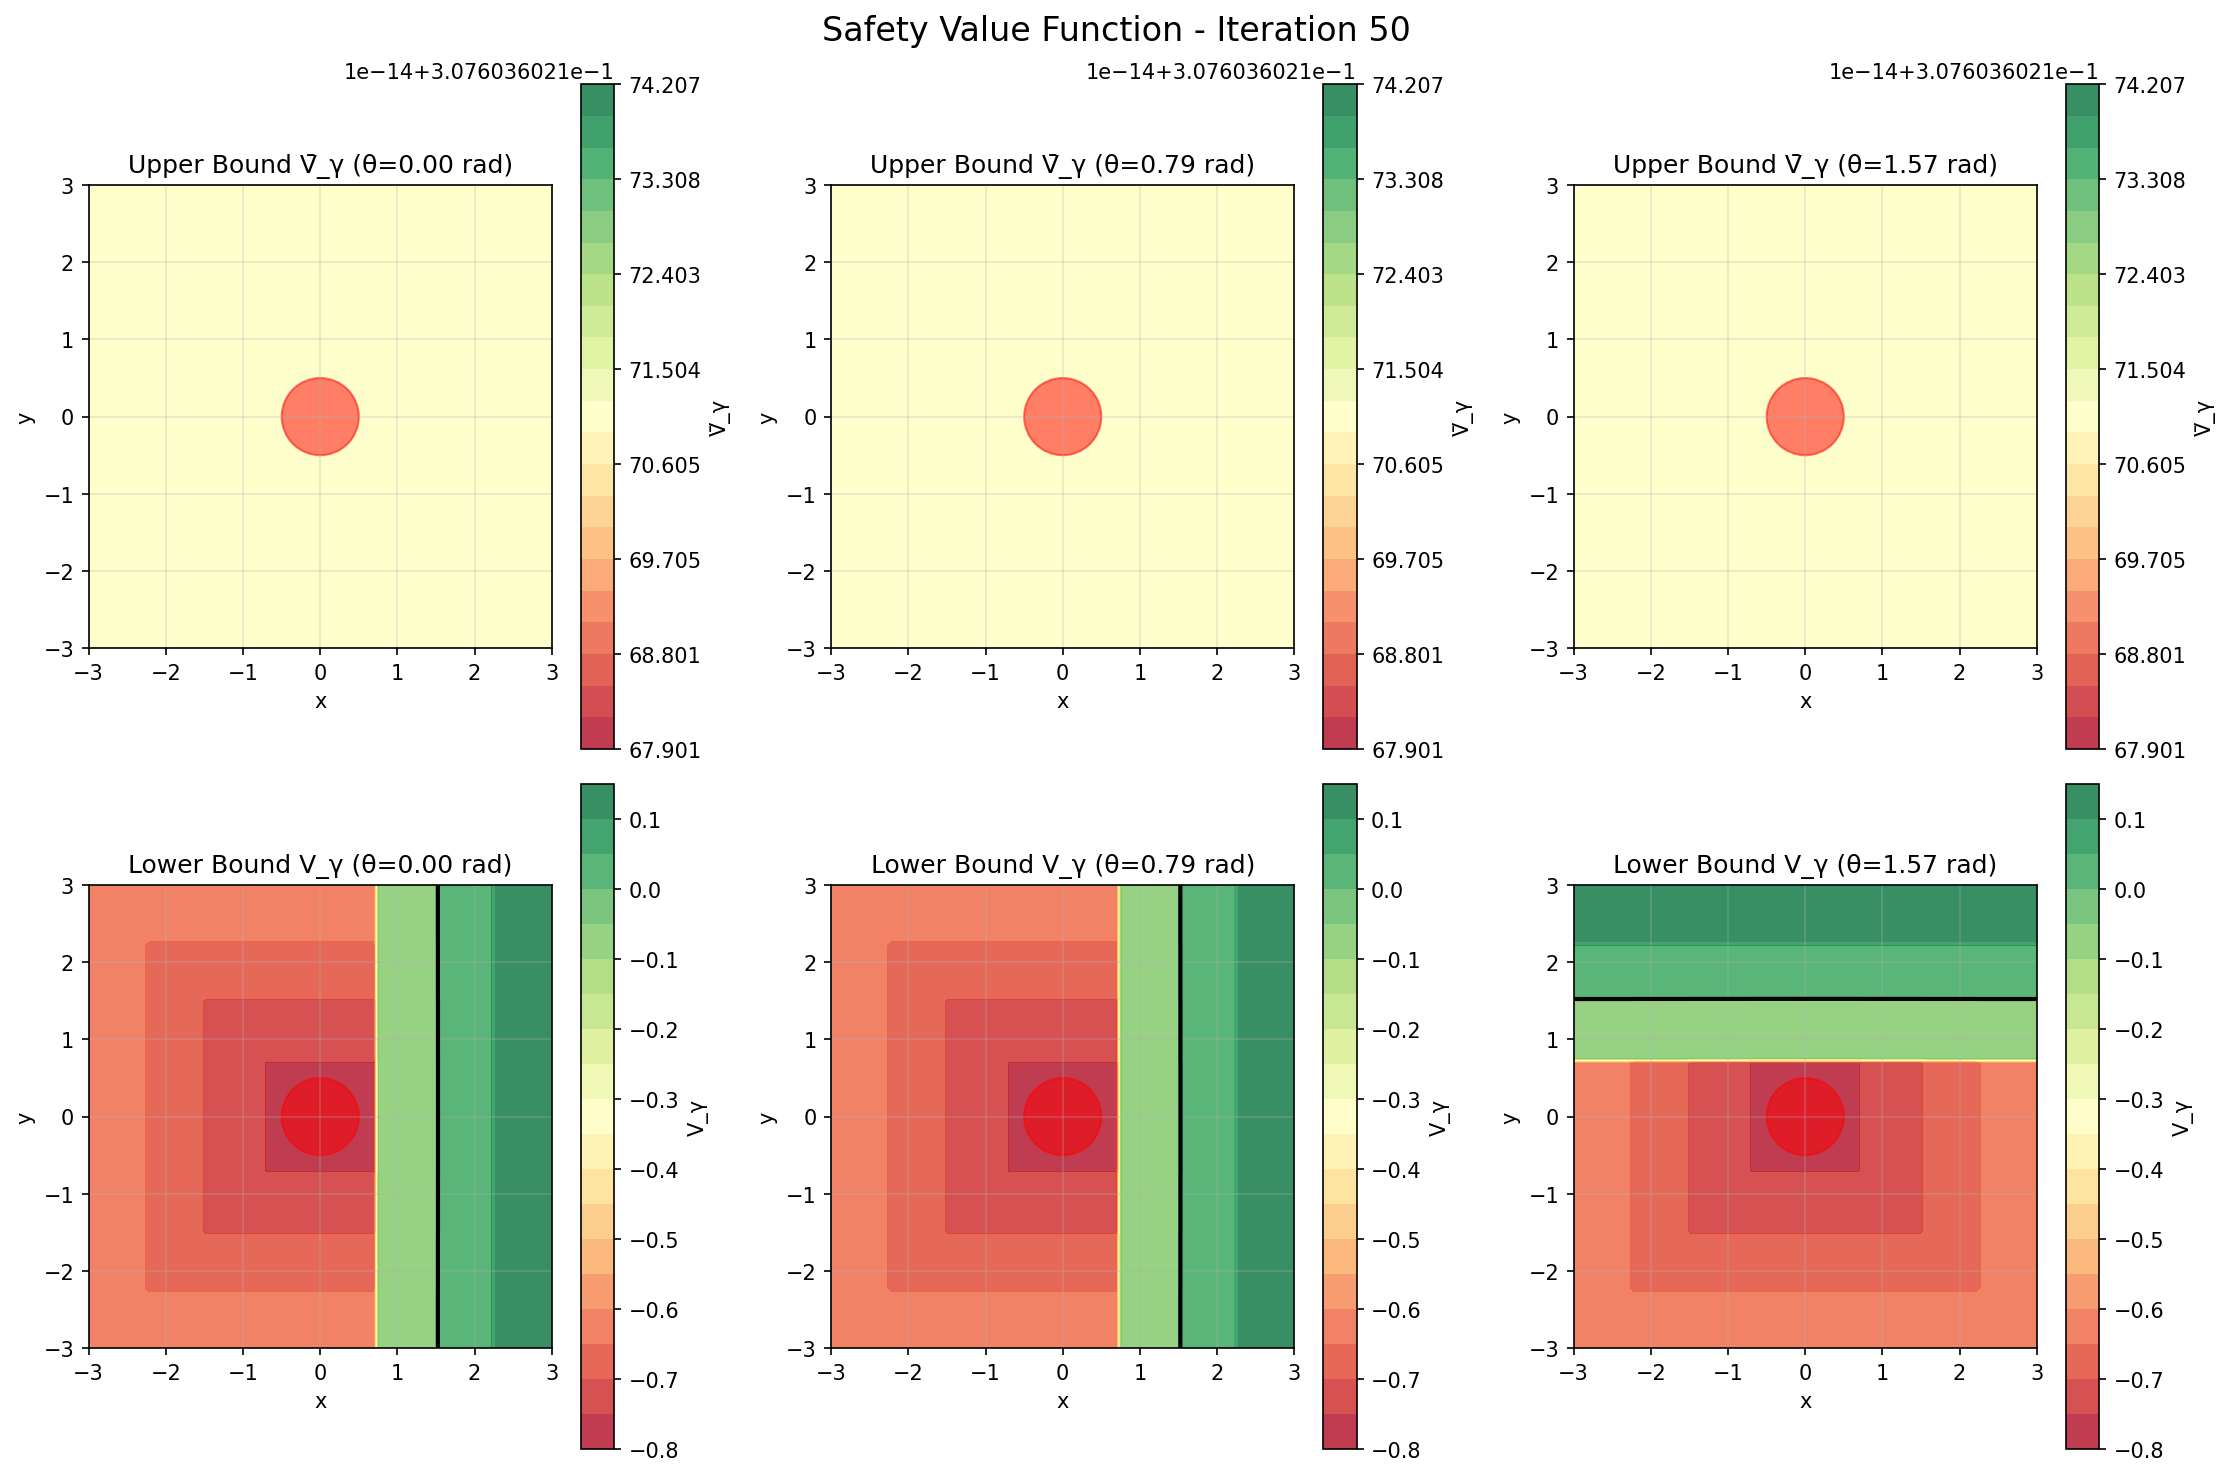 Safety Value Function - Iteration 50
1e−14+3.076036021e−1
1e−14+3.076036021e−1
1e−14+3.076036021e−1
Upper Bound V̄_γ (θ=0.00 rad)
3
2
1
0
−1
−2
−3
y
−3 −2 −1 0 1 2 3
x
74.207
73.308
72.403
71.504
70.605
69.705
68.801
67.901
V̄_γ
Upper Bound V̄_γ (θ=0.79 rad)
3
2
1
0
−1
−2
−3
y
−3 −2 −1 0 1 2 3
x
74.207
73.308
72.403
71.504
70.605
69.705
68.801
67.901
V̄_γ
Upper Bound V̄_γ (θ=1.57 rad)
3
2
1
0
−1
−2
−3
y
−3 −2 −1 0 1 2 3
x
74.207
73.308
72.403
71.504
70.605
69.705
68.801
67.901
V̄_γ
Lower Bound V_γ (θ=0.00 rad)
3
2
1
0
−1
−2
−3
y
−3 −2 −1 0 1 2 3
x
0.1
0.0
−0.1
−0.2
−0.3
−0.4
−0.5
−0.6
−0.7
−0.8
V_γ
Lower Bound V_γ (θ=0.79 rad)
3
2
1
0
−1
−2
−3
y
−3 −2 −1 0 1 2 3
x
0.1
0.0
−0.1
−0.2
−0.3
−0.4
−0.5
−0.6
−0.7
−0.8
V_γ
Lower Bound V_γ (θ=1.57 rad)
3
2
1
0
−1
−2
−3
y
−3 −2 −1 0 1 2 3
x
0.1
0.0
−0.1
−0.2
−0.3
−0.4
−0.5
−0.6
−0.7
−0.8
V_γ